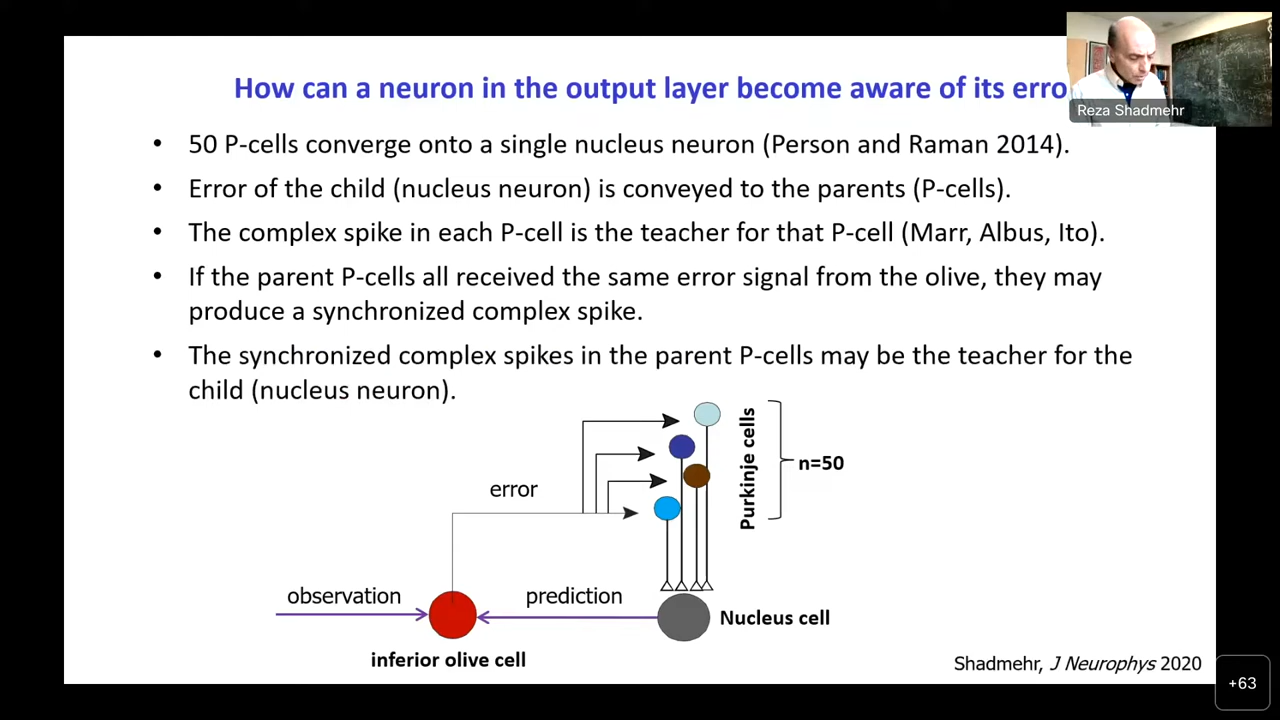 How can a neuron in the output layer become aware of its erro
Reza Shadmehr
• 50 P-cells converge onto a single nucleus neuron (Person and Raman 2014).
• Error of the child (nucleus neuron) is conveyed to the parents (P-cells).
• The complex spike in each P-cell is the teacher for that P-cell (Marr, Albus, Ito).
• If the parent P-cells all received the same error signal from the olive, they may
produce a synchronized complex spike.
• The synchronized complex spikes in the parent P-cells may be the teacher for the
child (nucleus neuron).
Purkinje cells
n=50
error
observation
prediction
Nucleus cell
inferior olive cell
Shadmehr, J Neurophys 2020
+63